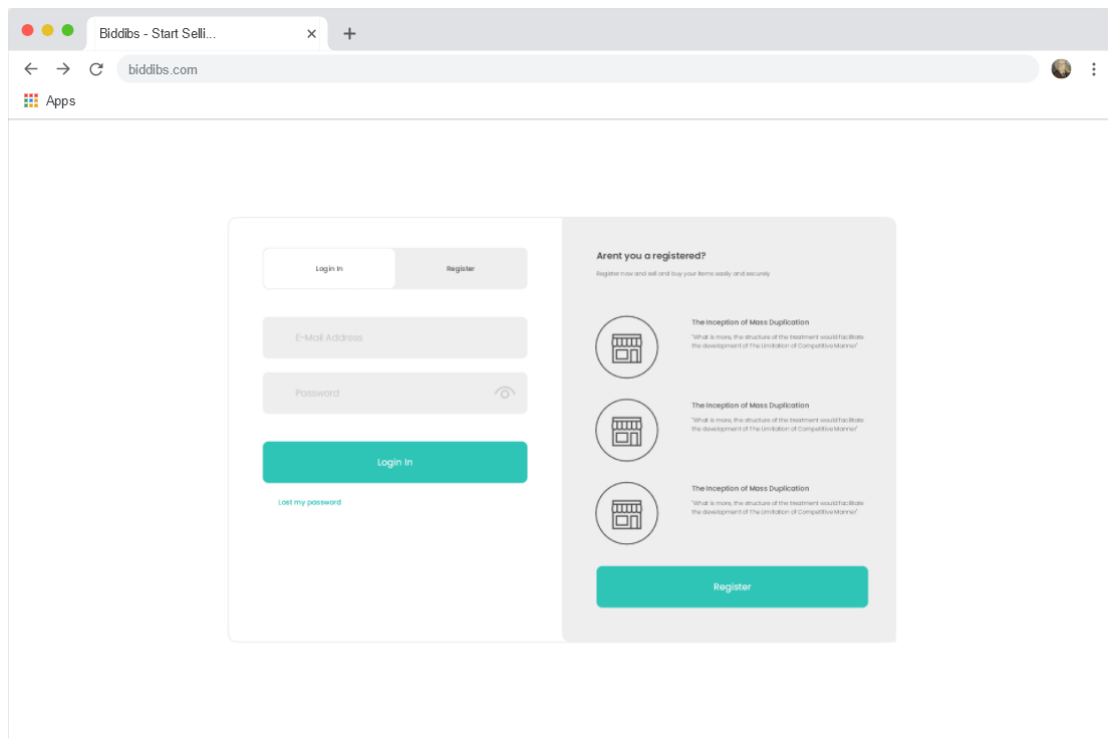 Biddibs - Start Selli...
biddibs.com
Apps
Login In
Register
E-Mail Address
Password
Login In
Lost my password
Arent you a registered?
Register now and sell and buy your items easily and securely
The Inception of Mass Duplication
"What is more, the structure of the treatment would facilitate
the development of The Limitation of Competitive Manner"
The Inception of Mass Duplication
"What is more, the structure of the treatment would facilitate
the development of The Limitation of Competitive Manner"
The Inception of Mass Duplication
"What is more, the structure of the treatment would facilitate
the development of The Limitation of Competitive Manner"
Register